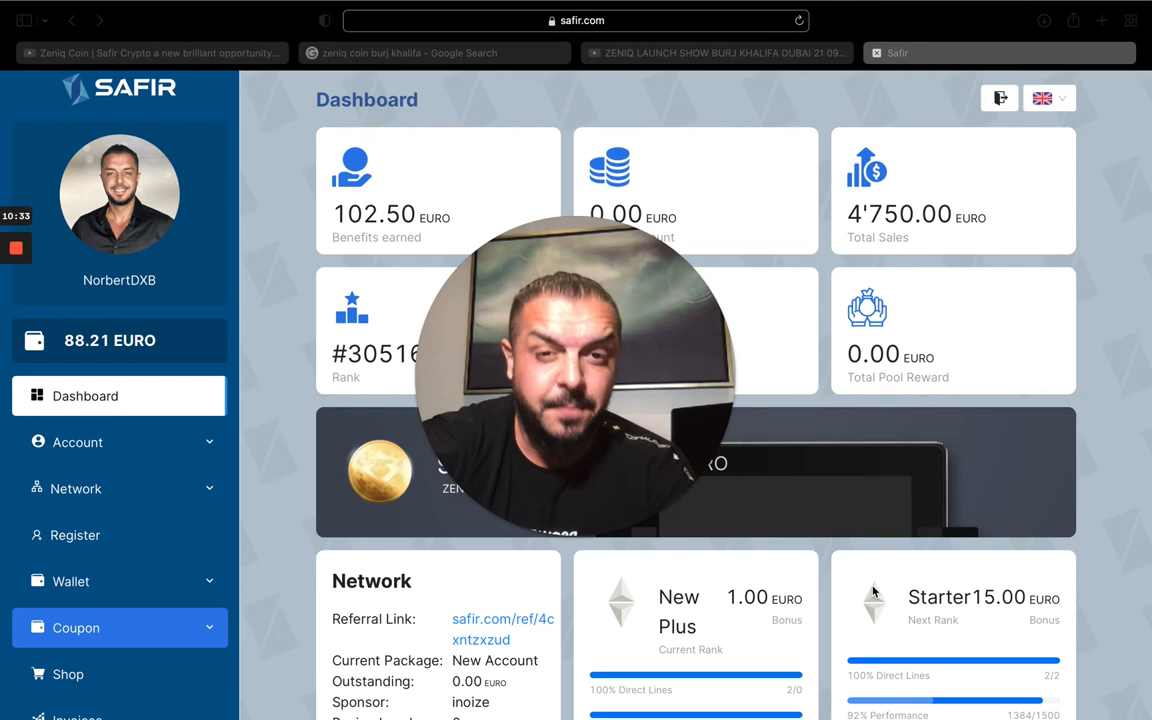 safir.com
Zeniq Coin | Safir Crypto a new brilliant opportunity...
zeniq coin burj khalifa - Google Search
ZENIQ LAUNCH SHOW BURJ KHALIFA DUBAI 21 09...
Safir
SAFIR
Dashboard
102.50 EURO
Benefits earned
0.00 EURO
4'750.00 EURO
Total Sales
10:33
NorbertDXB
#30516
Rank
0.00 EURO
Total Pool Reward
88.21 EURO
Dashboard
Account
Network
Register
Wallet
Coupon
Shop
Invoices
Network
Referral Link: safir.com/ref/4c
xntzxzud
Current Package: New Account
Outstanding: 0.00 EURO
Sponsor: inoize
New
Plus
Current Rank
1.00 EURO
Bonus
100% Direct Lines 2/0
Starter
Next Rank
15.00 EURO
Bonus
100% Direct Lines 2/2
92% Performance 1384/1500